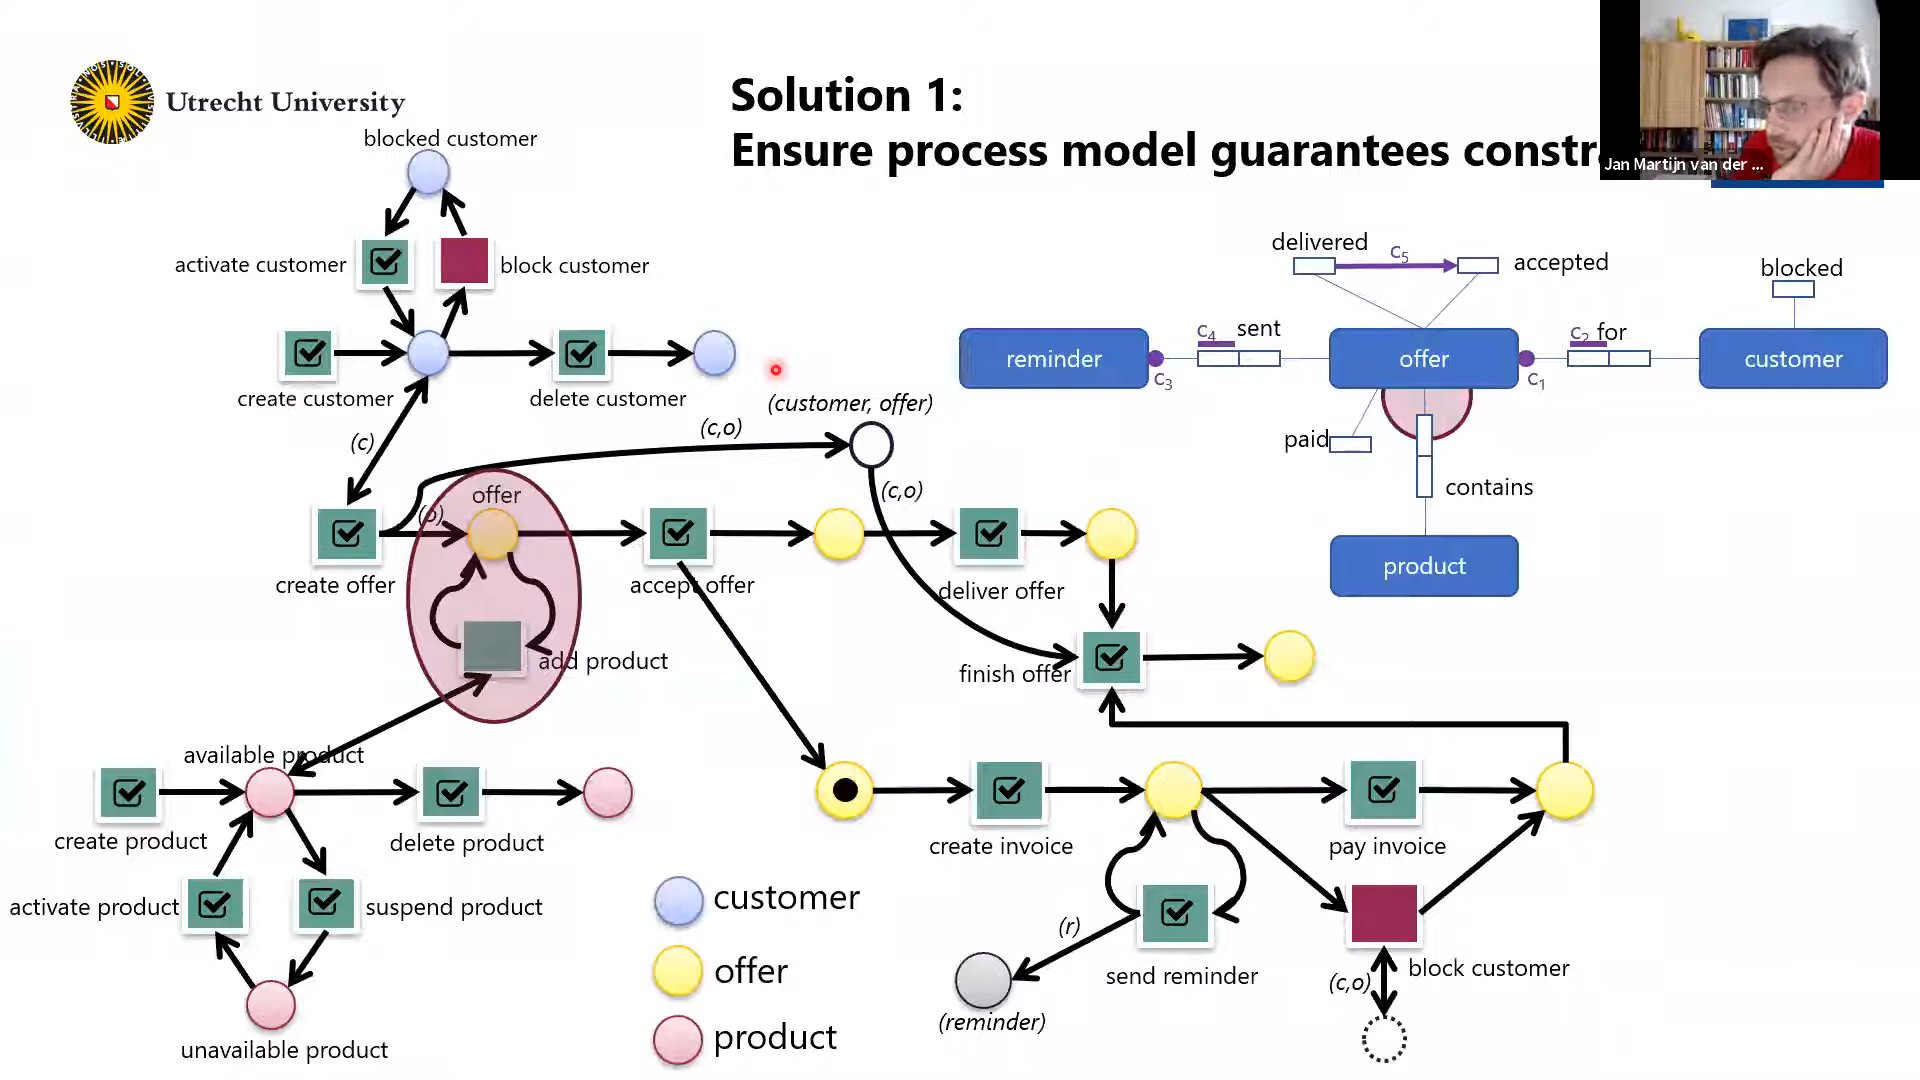 Utrecht University
Solution 1:
Ensure process model guarantees constr
Jan Martijn van der ...
blocked customer
activate customer
block customer
create customer
delete customer
(c)
(customer, offer)
(c,o)
(c,o)
offer
(o)
create offer
accept offer
deliver offer
add product
finish offer
available product
create product
delete product
activate product
suspend product
unavailable product
create invoice
pay invoice
send reminder
(r)
(reminder)
block customer
(c,o)
customer
offer
product
delivered
c5
accepted
blocked
reminder
c3
c4
sent
offer
c1
c2
for
customer
paid
contains
product